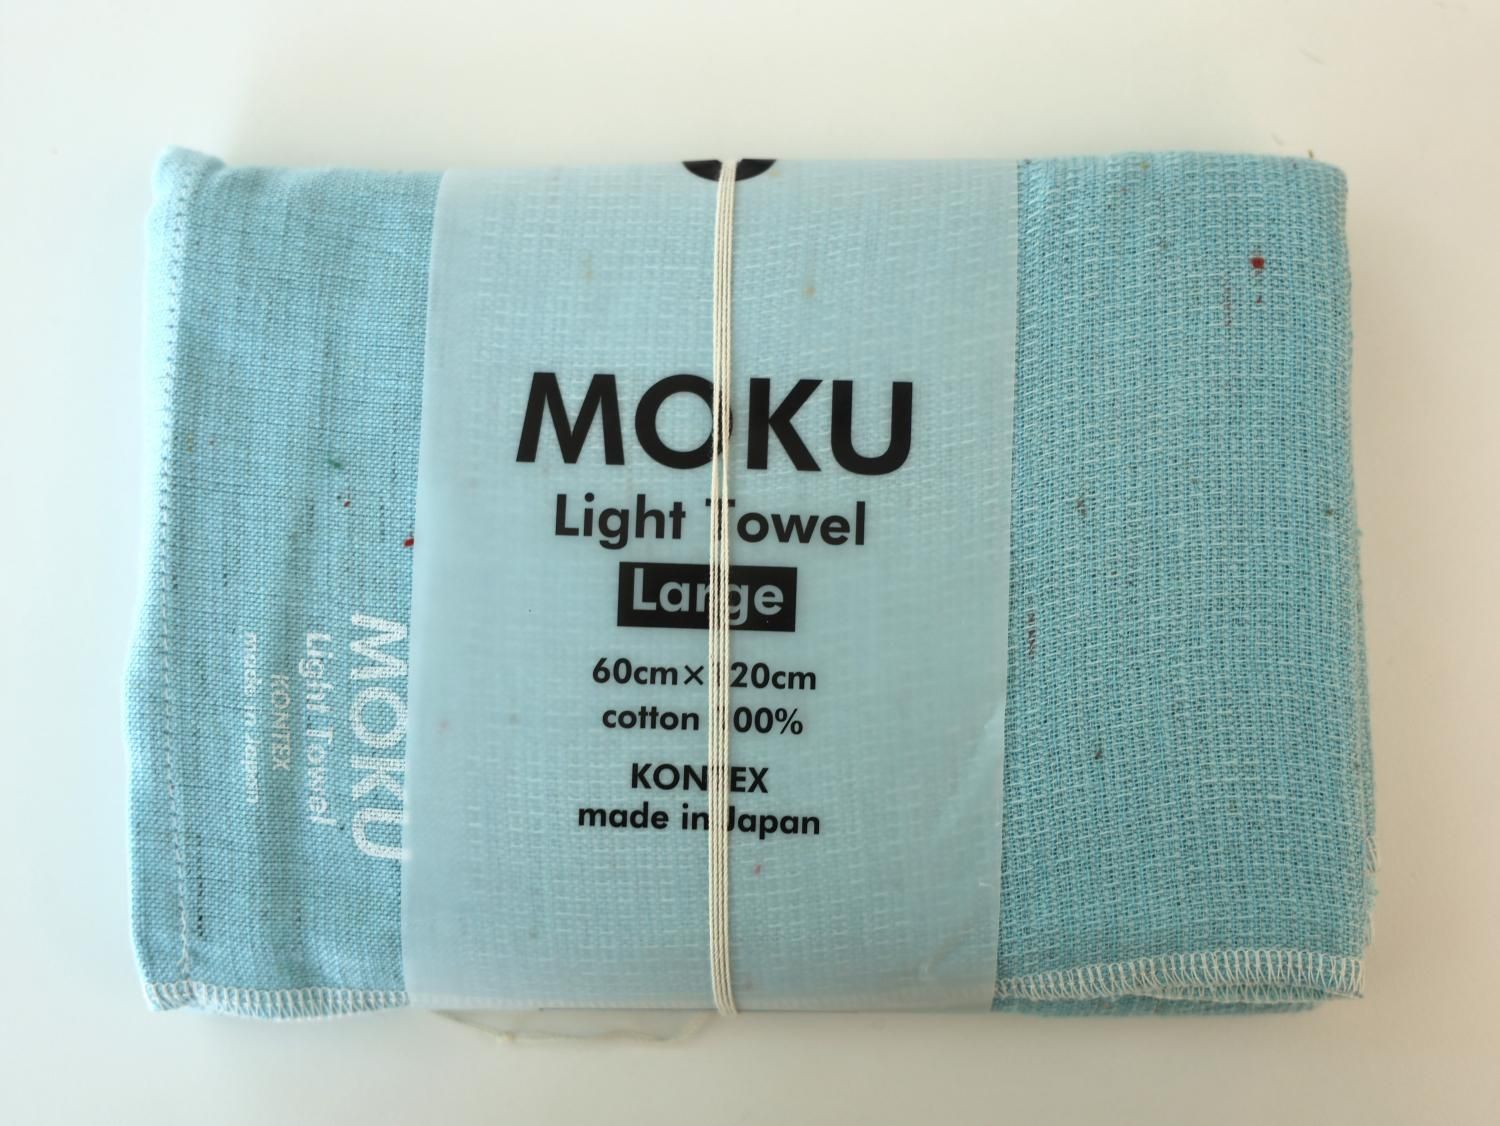 MOKU
Light Towel
Large
60cm×120cm
cotton 100%
KONTEX
made in Japan
MOKU
Light Towel
KONTEX
made in Japan